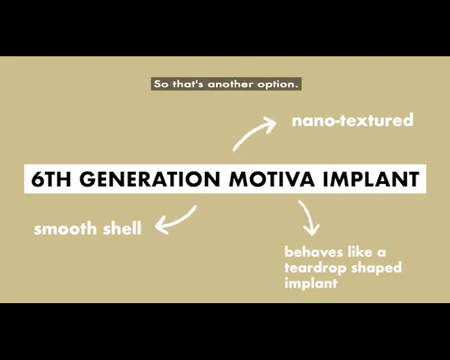 So that's another option.
nano-textured
6TH GENERATION MOTIVA IMPLANT
smooth shell
behaves like a
teardrop shaped
implant